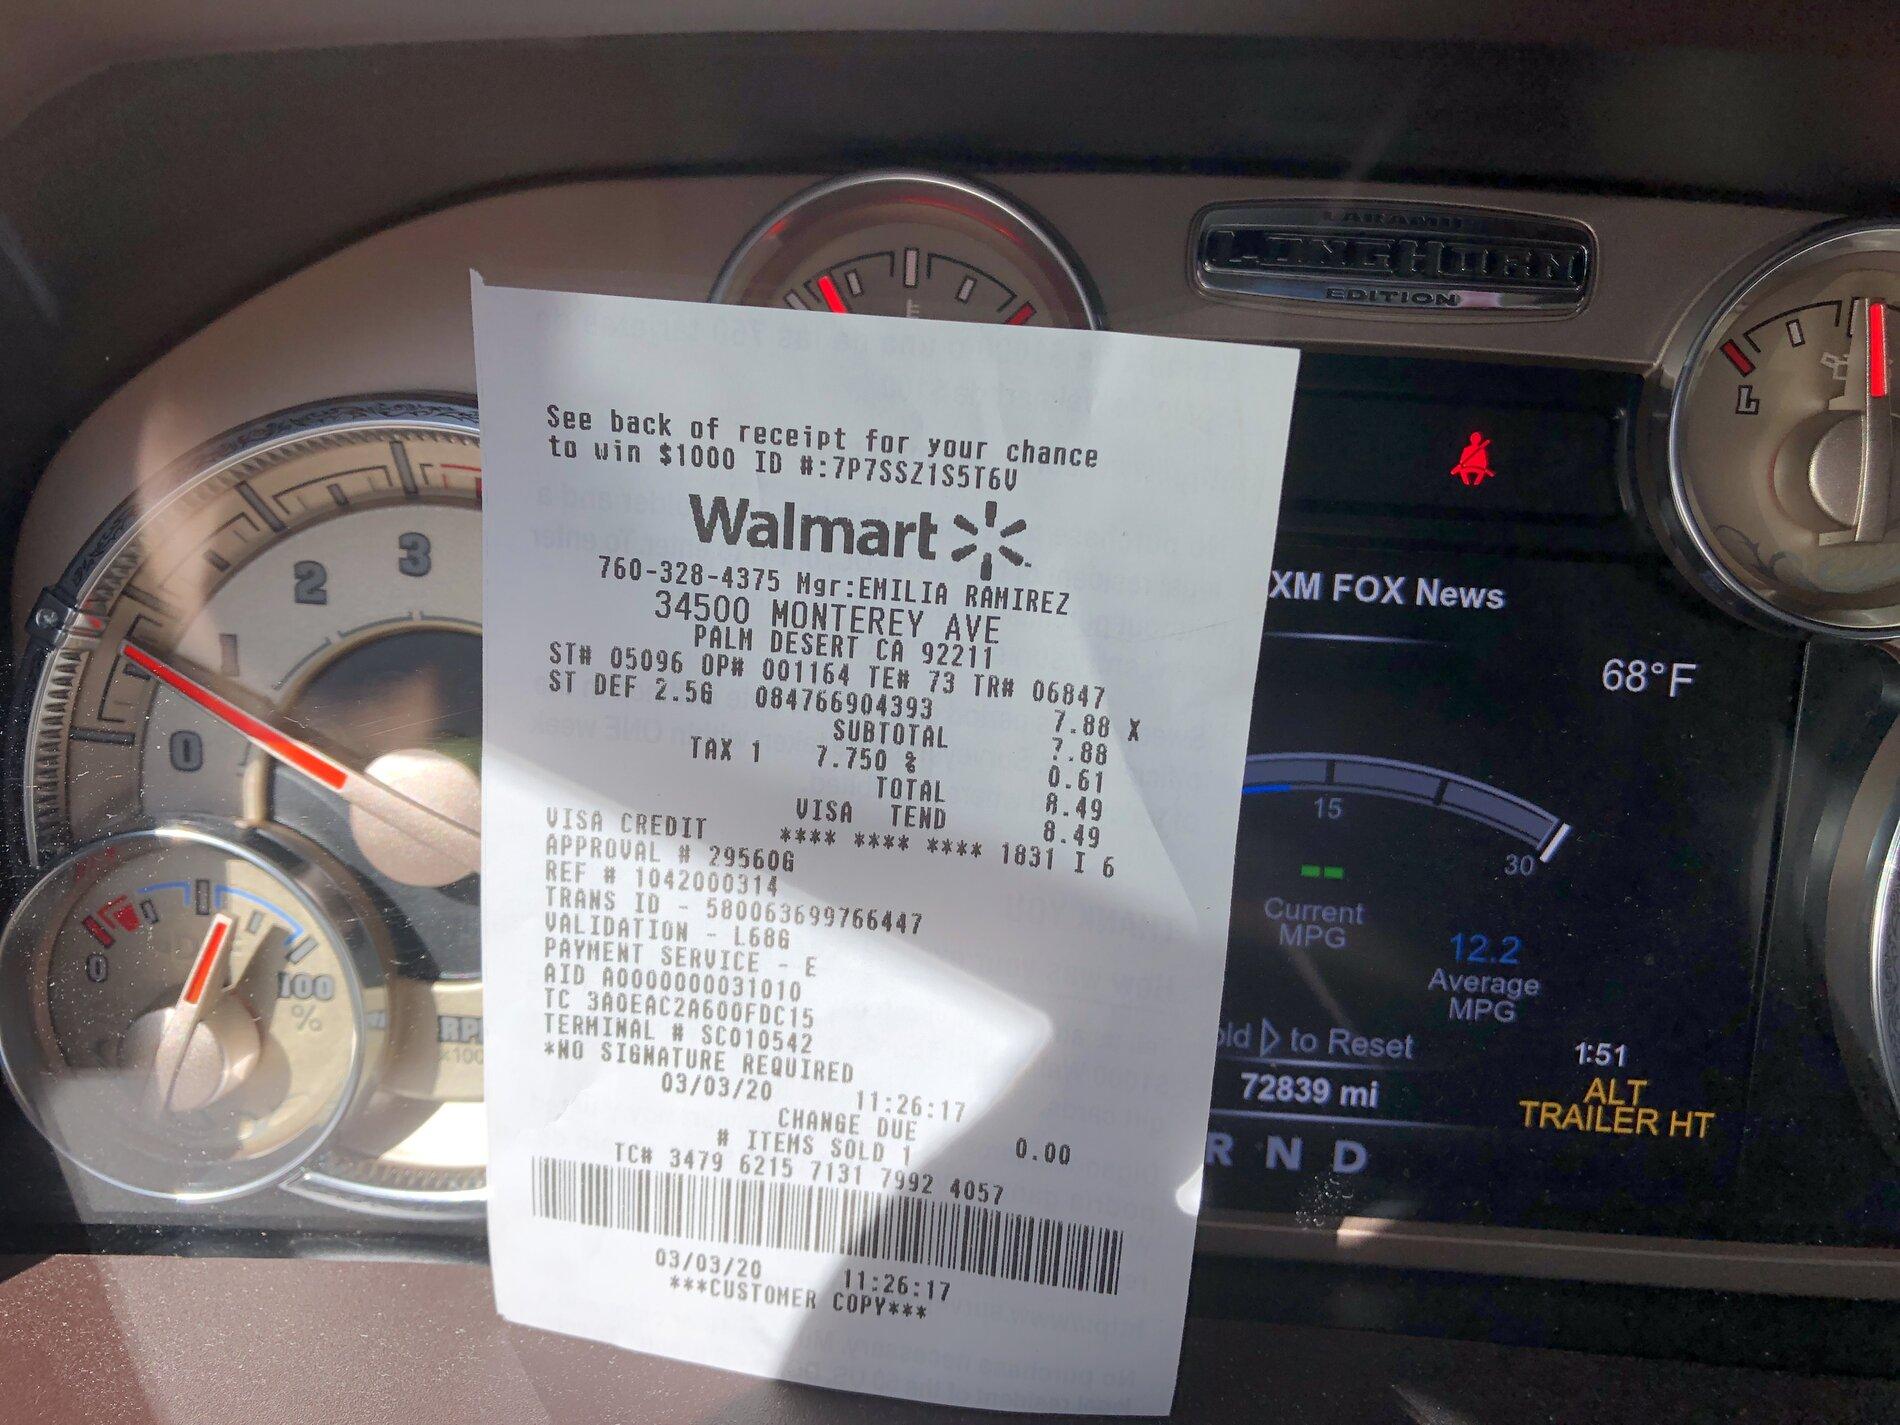 See back of receipt for your chance
to win $1000 ID #:7P7SSZ1S5T6V
Walmart
760-328-4375 Mgr:EMILIA RAMIREZ
34500 MONTEREY AVE
PALM DESERT CA 92211
ST# 05096 OP# 001164 TE# 73 TR# 06847
ST DEF 2.5G 084766904393 7.88 X
SUBTOTAL 7.88
TAX 1 7.750 % 0.61
TOTAL 8.49
VISA TEND 8.49
VISA CREDIT **** **** **** 1831 I 6
APPROVAL # 29560G
REF # 1042000314
TRANS ID - 580063699766447
VALIDATION - L68G
PAYMENT SERVICE - E
AID A0000000031010
TC 3A0EAC2A600FDC15
TERMINAL # SC010542
*NO SIGNATURE REQUIRED
03/03/20 11:26:17
CHANGE DUE 0.00
# ITEMS SOLD 1
TC# 3479 6215 7131 7992 4057
03/03/20 11:26:17
***CUSTOMER COPY***
LARAMIE
LONGHORN
EDITION
XM FOX News
68°F
15
30
Current
MPG
12.2
Average
MPG
to Reset
1:51
72839 mi
ALT
TRAILER HT
R N D
0
1
2
3
0
100
%
L